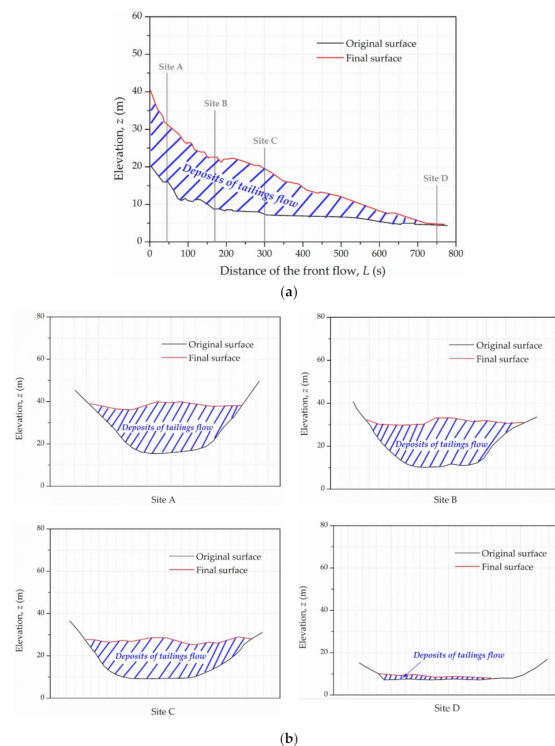 60
50
40
30
20
10
0
Elevation, z (m)
Original surface
Final surface
Site A
Site B
Site C
Site D
Deposits of tailings flow
0 100 200 300 400 500 600 700 800
Distance of the front flow, L (s)
(a)
80
60
40
20
0
Elevation, z (m)
Original surface
Final surface
Deposits of tailings flow
Site A
80
60
40
20
0
Elevation, z (m)
Original surface
Final surface
Deposits of tailings flow
Site B
80
60
40
20
0
Elevation, z (m)
Original surface
Final surface
Deposits of tailings flow
Site C
80
60
40
20
0
Elevation, z (m)
Original surface
Final surface
Deposits of tailings flow
Site D
(b)